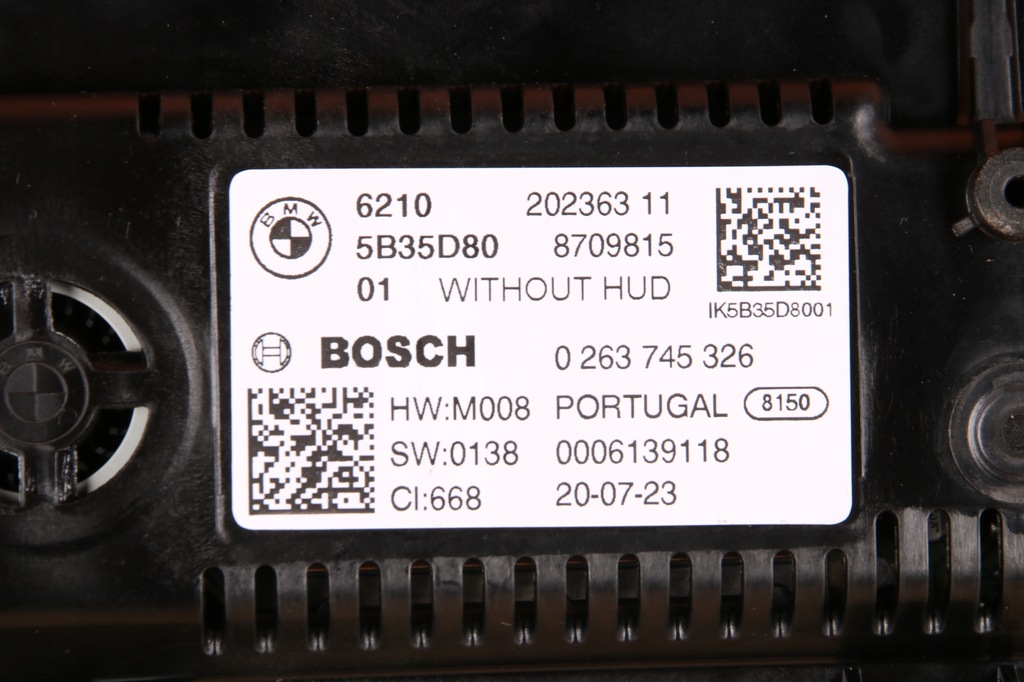 BMW
6210 202363 11
5B35D80 8709815
01 WITHOUT HUD
IK5B35D8001
BOSCH 0 263 745 326
HW:M008 PORTUGAL 8150
SW:0138 0006139118
CI:668 20-07-23